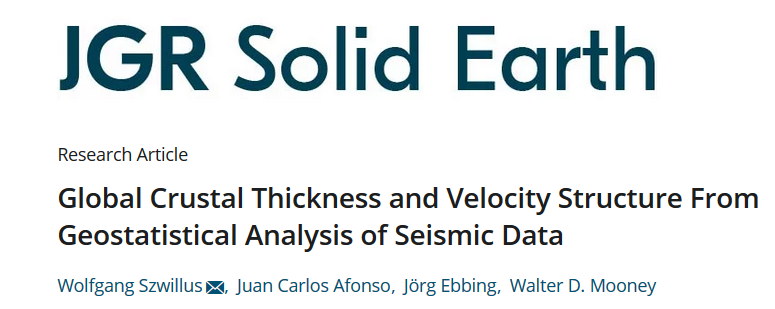 JGR Solid Earth
Research Article
Global Crustal Thickness and Velocity Structure From
Geostatistical Analysis of Seismic Data
Wolfgang Szwillus, Juan Carlos Afonso, Jörg Ebbing, Walter D. Mooney